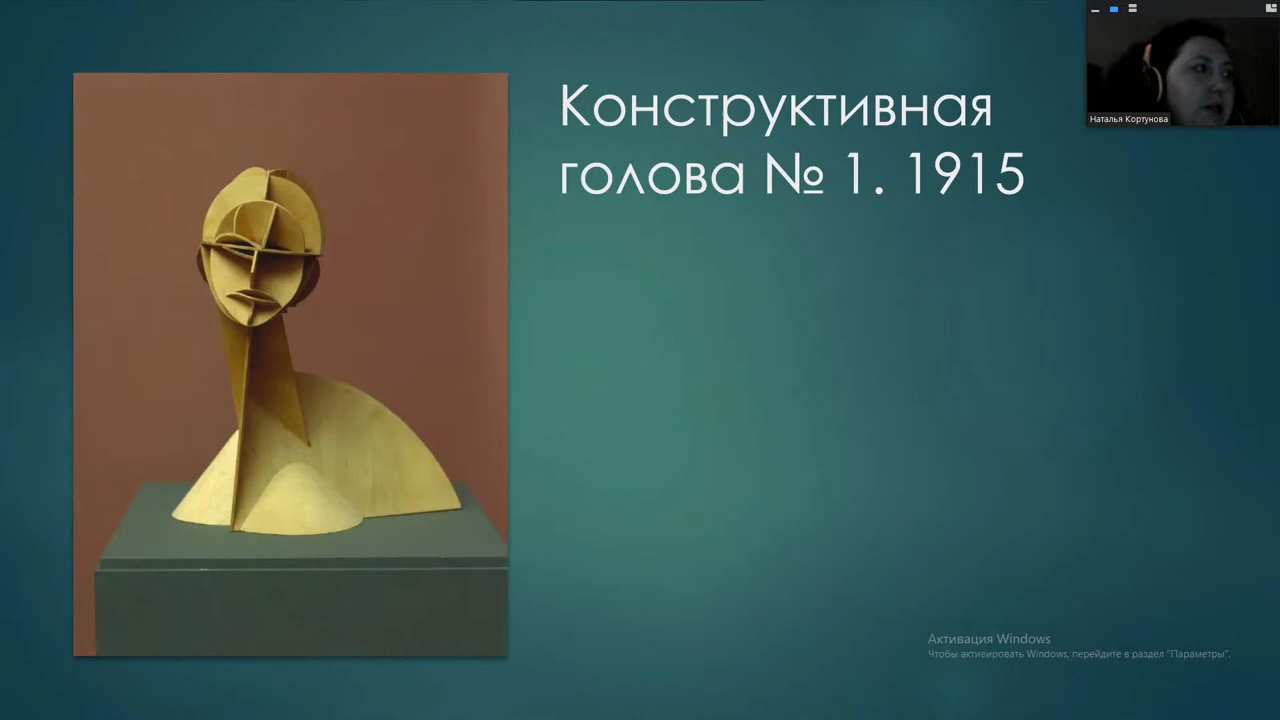 Конструктивная
голова № 1. 1915
Наталья Кортунова
Активация Windows
Чтобы активировать Windows, перейдите в раздел "Параметры".